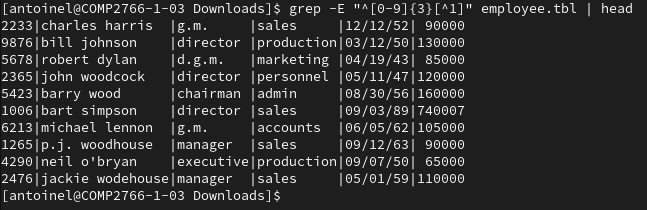 [antoinel@COMP2766-1-03 Downloads]$ grep -E "^[0-9]{3}[^1]" employee.tbl | head
2233|charles harris  |g.m.     |sales     |12/12/52| 90000
9876|bill johnson    |director |production|03/12/50|130000
5678|robert dylan    |d.g.m.   |marketing |04/19/43| 85000
2365|john woodcock   |director |personnel |05/11/47|120000
5423|barry wood      |chairman |admin     |08/30/56|160000
1006|bart simpson    |director |sales     |09/03/89|740007
6213|michael lennon  |g.m.     |accounts  |06/05/62|105000
1265|p.j. woodhouse  |manager  |sales     |09/12/63| 90000
4290|neil o'bryan    |executive|production|09/07/50| 65000
2476|jackie wodehouse|manager  |sales     |05/01/59|110000
[antoinel@COMP2766-1-03 Downloads]$